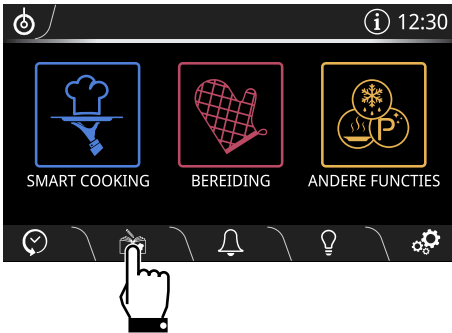 12:30
SMART COOKING
BEREIDING
ANDERE FUNCTIES
P